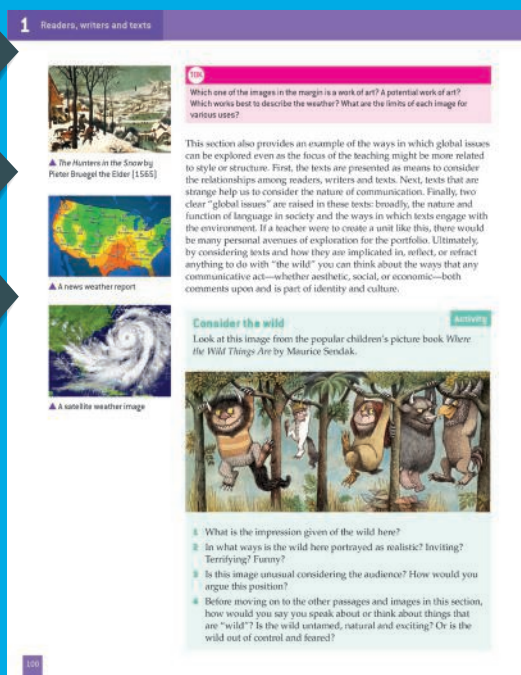 1 Readers, writers and texts
TOK
Which one of the images in the margin is a work of art? A potential work of art?
Which works best to describe the weather? What are the limits of each image for
various uses?
▲ The Hunters in the Snow by
Pieter Bruegel the Elder (1565)
▲ A news weather report
▲ A satellite weather image
This section also provides an example of the ways in which global issues
can be explored even as the focus of the teaching might be more related
to style or structure. First, the texts are presented as means to consider
the relationships among readers, writers and texts. Next, texts that are
strange help us to consider the nature of communication. Finally, two
clear “global issues” are raised in these texts: broadly, the nature and
function of language in society and the ways in which texts engage with
the environment. If a teacher were to create a unit like this, there would
be many personal avenues of exploration for the portfolio. Ultimately,
by considering texts and how they are implicated in, reflect, or refract
anything to do with “the wild” you can think about the ways that any
communicative act—whether aesthetic, social, or economic—both
comments upon and is part of identity and culture.
Activity
Consider the wild
Look at this image from the popular children’s picture book Where
the Wild Things Are by Maurice Sendak.
1 What is the impression given of the wild here?
2 In what ways is the wild here portrayed as realistic? Inviting?
Terrifying? Funny?
3 Is this image unusual considering the audience? How would you
argue this position?
4 Before moving on to the other passages and images in this section,
how would you say you speak about or think about things that
are “wild”? Is the wild untamed, natural and exciting? Or is the
wild out of control and feared?
100